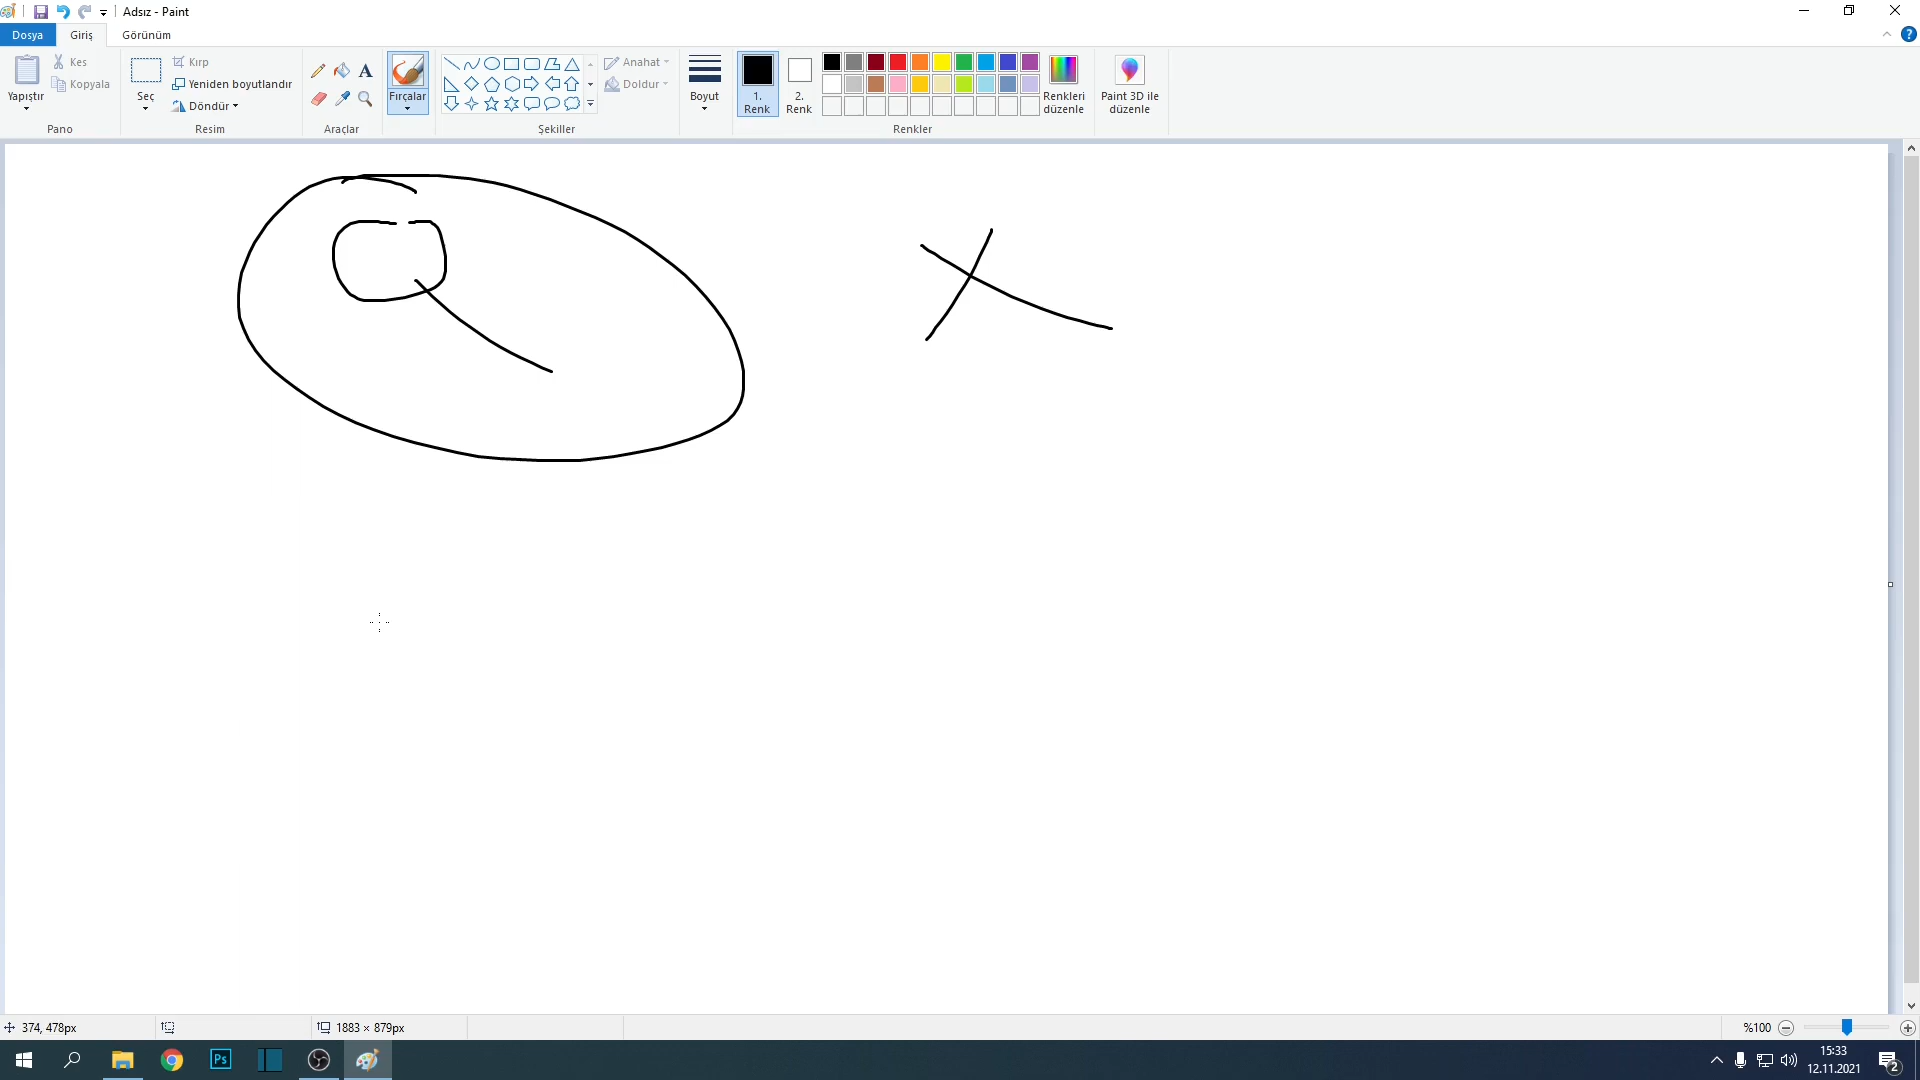 Adsız - Paint
Dosya
Giriş
Görünüm
Yapıştır
Kes
Kopyala
Pano
Seç
Kırp
Yeniden boyutlandır
Döndür
Resim
A
Araçlar
Fırçalar
Anahat
Doldur
Şekiller
Boyut
1.
Renk
2.
Renk
Renkleri
düzenle
Renkler
Paint 3D ile
düzenle
374, 478px
1883 × 879px
%100
Ps
15:33
12.11.2021
2